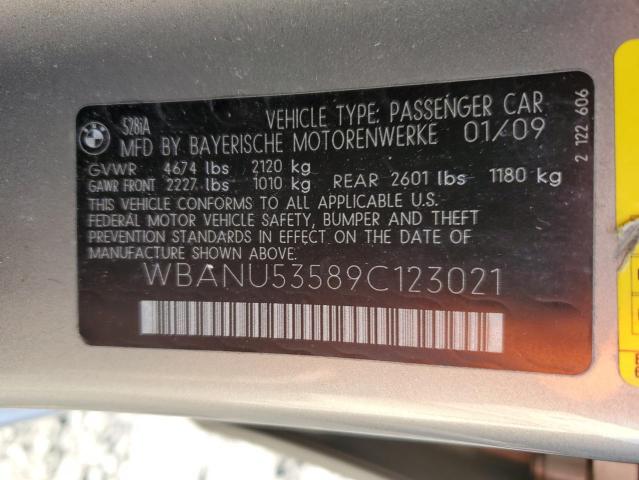 BMW
528iA VEHICLE TYPE: PASSENGER CAR
MFD BY BAYERISCHE MOTORENWERKE 01/09
GVWR 4674 lbs 2120 kg
GAWR FRONT 2227 lbs 1010 kg REAR 2601 lbs 1180 kg
THIS VEHICLE CONFORMS TO ALL APPLICABLE U.S.
FEDERAL MOTOR VEHICLE SAFETY, BUMPER AND THEFT
PREVENTION STANDARDS IN EFFECT ON THE DATE OF
MANUFACTURE SHOWN ABOVE.
WBANU53589C123021
2 122 606